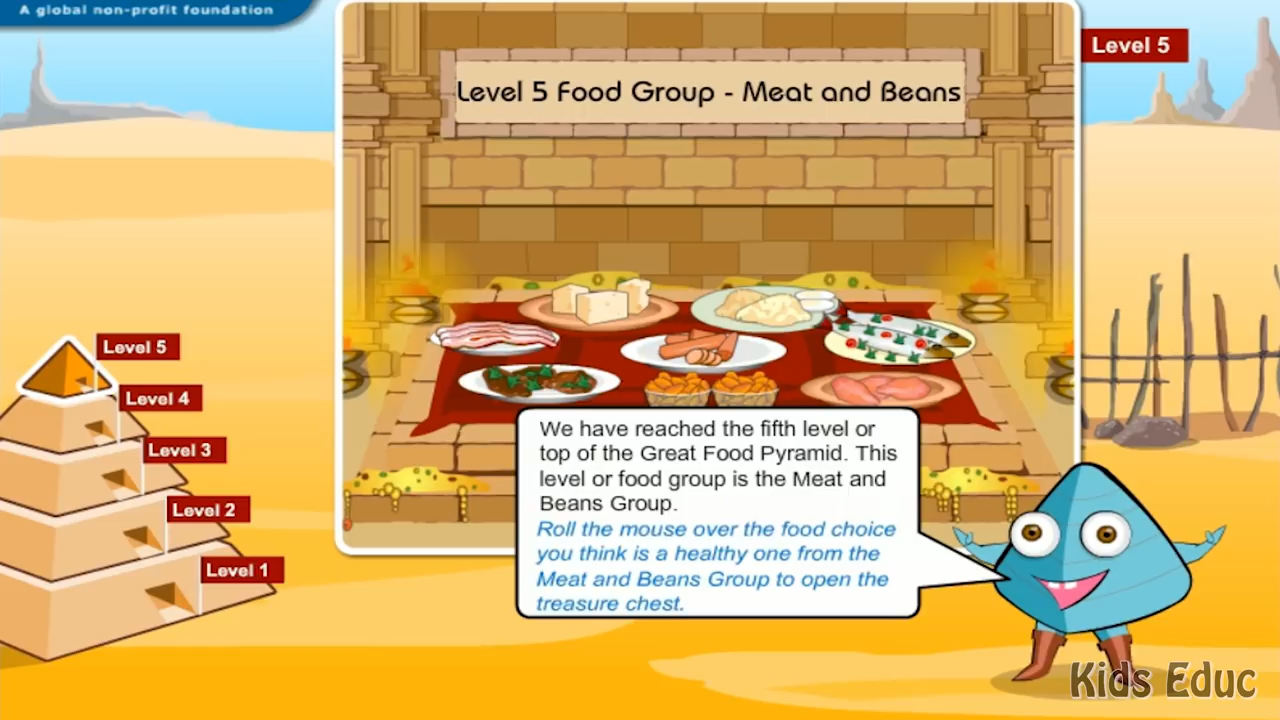 A global non-profit foundation
Level 5
Level 5 Food Group - Meat and Beans
Level 5
Level 4
Level 3
Level 2
Level 1
We have reached the fifth level or
top of the Great Food Pyramid. This
level or food group is the Meat and
Beans Group.
Roll the mouse over the food choice
you think is a healthy one from the
Meat and Beans Group to open the
treasure chest.
Kids Educ